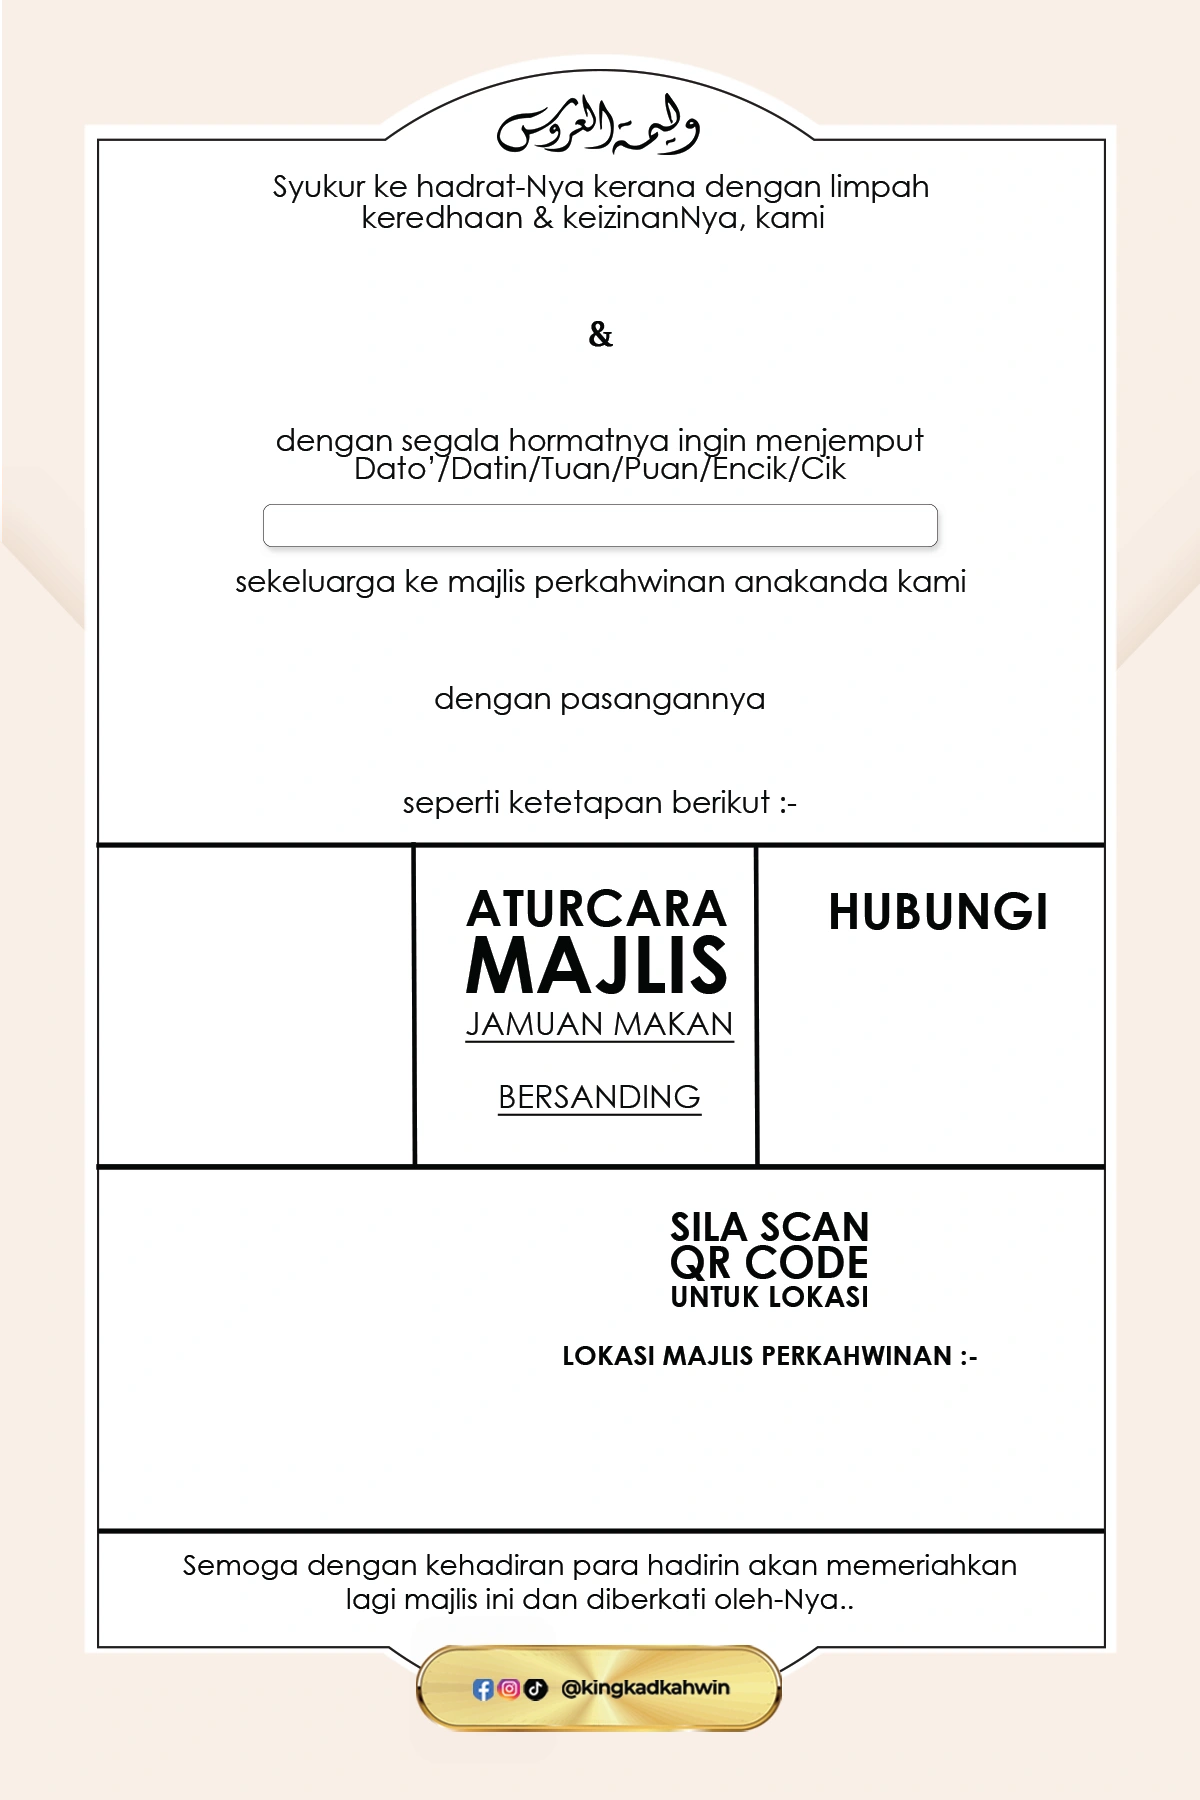 وليمة العروس
Syukur ke hadrat-Nya kerana dengan limpah
keredhaan & keizinanNya, kami
&
dengan segala hormatnya ingin menjemput
Dato’/Datin/Tuan/Puan/Encik/Cik
sekeluarga ke majlis perkahwinan anakanda kami
dengan pasangannya
seperti ketetapan berikut :-
ATURCARA
MAJLIS
JAMUAN MAKAN
BERSANDING
HUBUNGI
SILA SCAN
QR CODE
UNTUK LOKASI
LOKASI MAJLIS PERKAHWINAN :-
Semoga dengan kehadiran para hadirin akan memeriahkan
lagi majlis ini dan diberkati oleh-Nya..
@kingkadkahwin